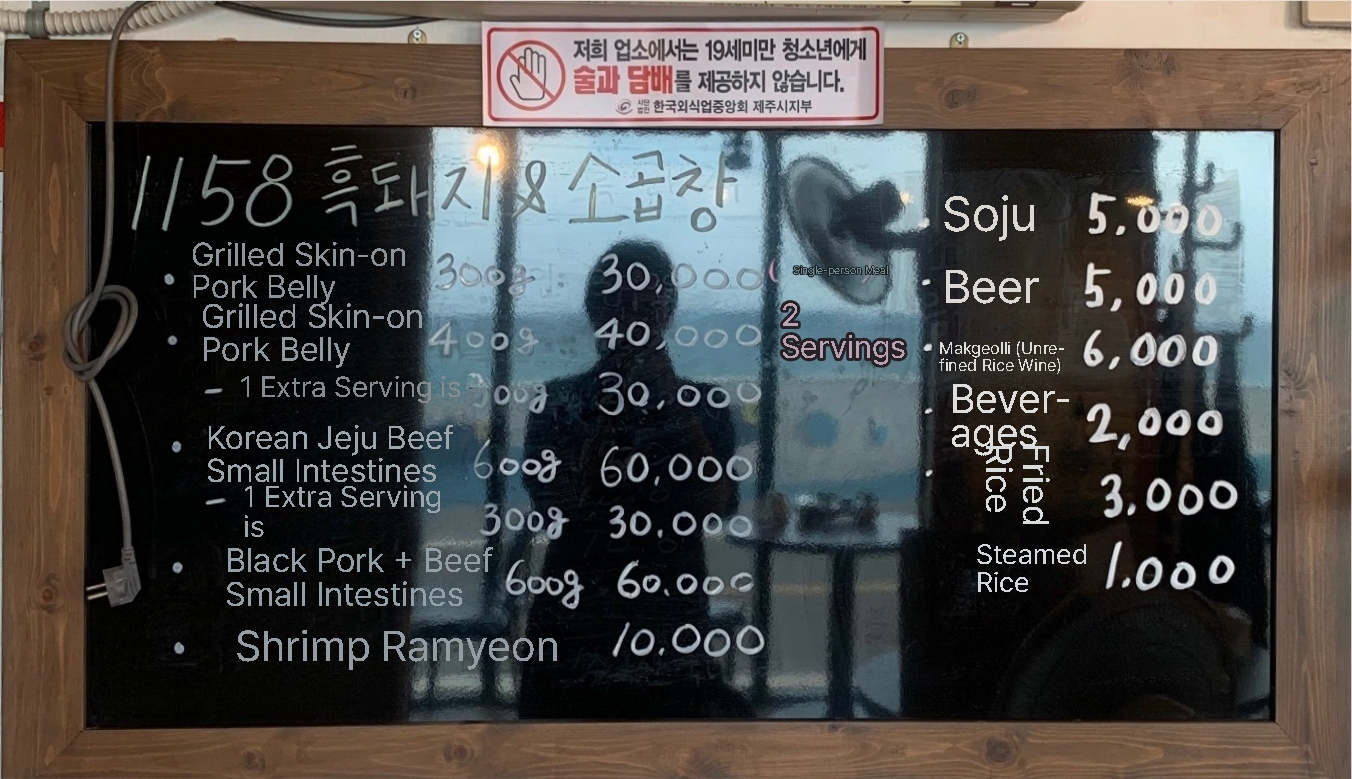 저희 업소에서는 19세미만 청소년에게
술과 담배를 제공하지 않습니다.
사단법인 한국외식업중앙회 제주시지부
1158 흑돼지 & 소곱창
Grilled Skin-on
Pork Belly 300g 30,000 Single-person Meal
Grilled Skin-on
Pork Belly 400g 40,000 2
Servings
- 1 Extra Serving is 300g 30,000
Korean Jeju Beef
Small Intestines 600g 60,000
- 1 Extra Serving
is 300g 30.000
Black Pork + Beef
Small Intestines 600g 60.000
Shrimp Ramyeon 10.000
Soju 5,000
Beer 5,000
Makgeolli (Unre-
fined Rice Wine) 6,000
Bever-
ages 2,000
Fried
Rice 3.000
Steamed
Rice 1.000